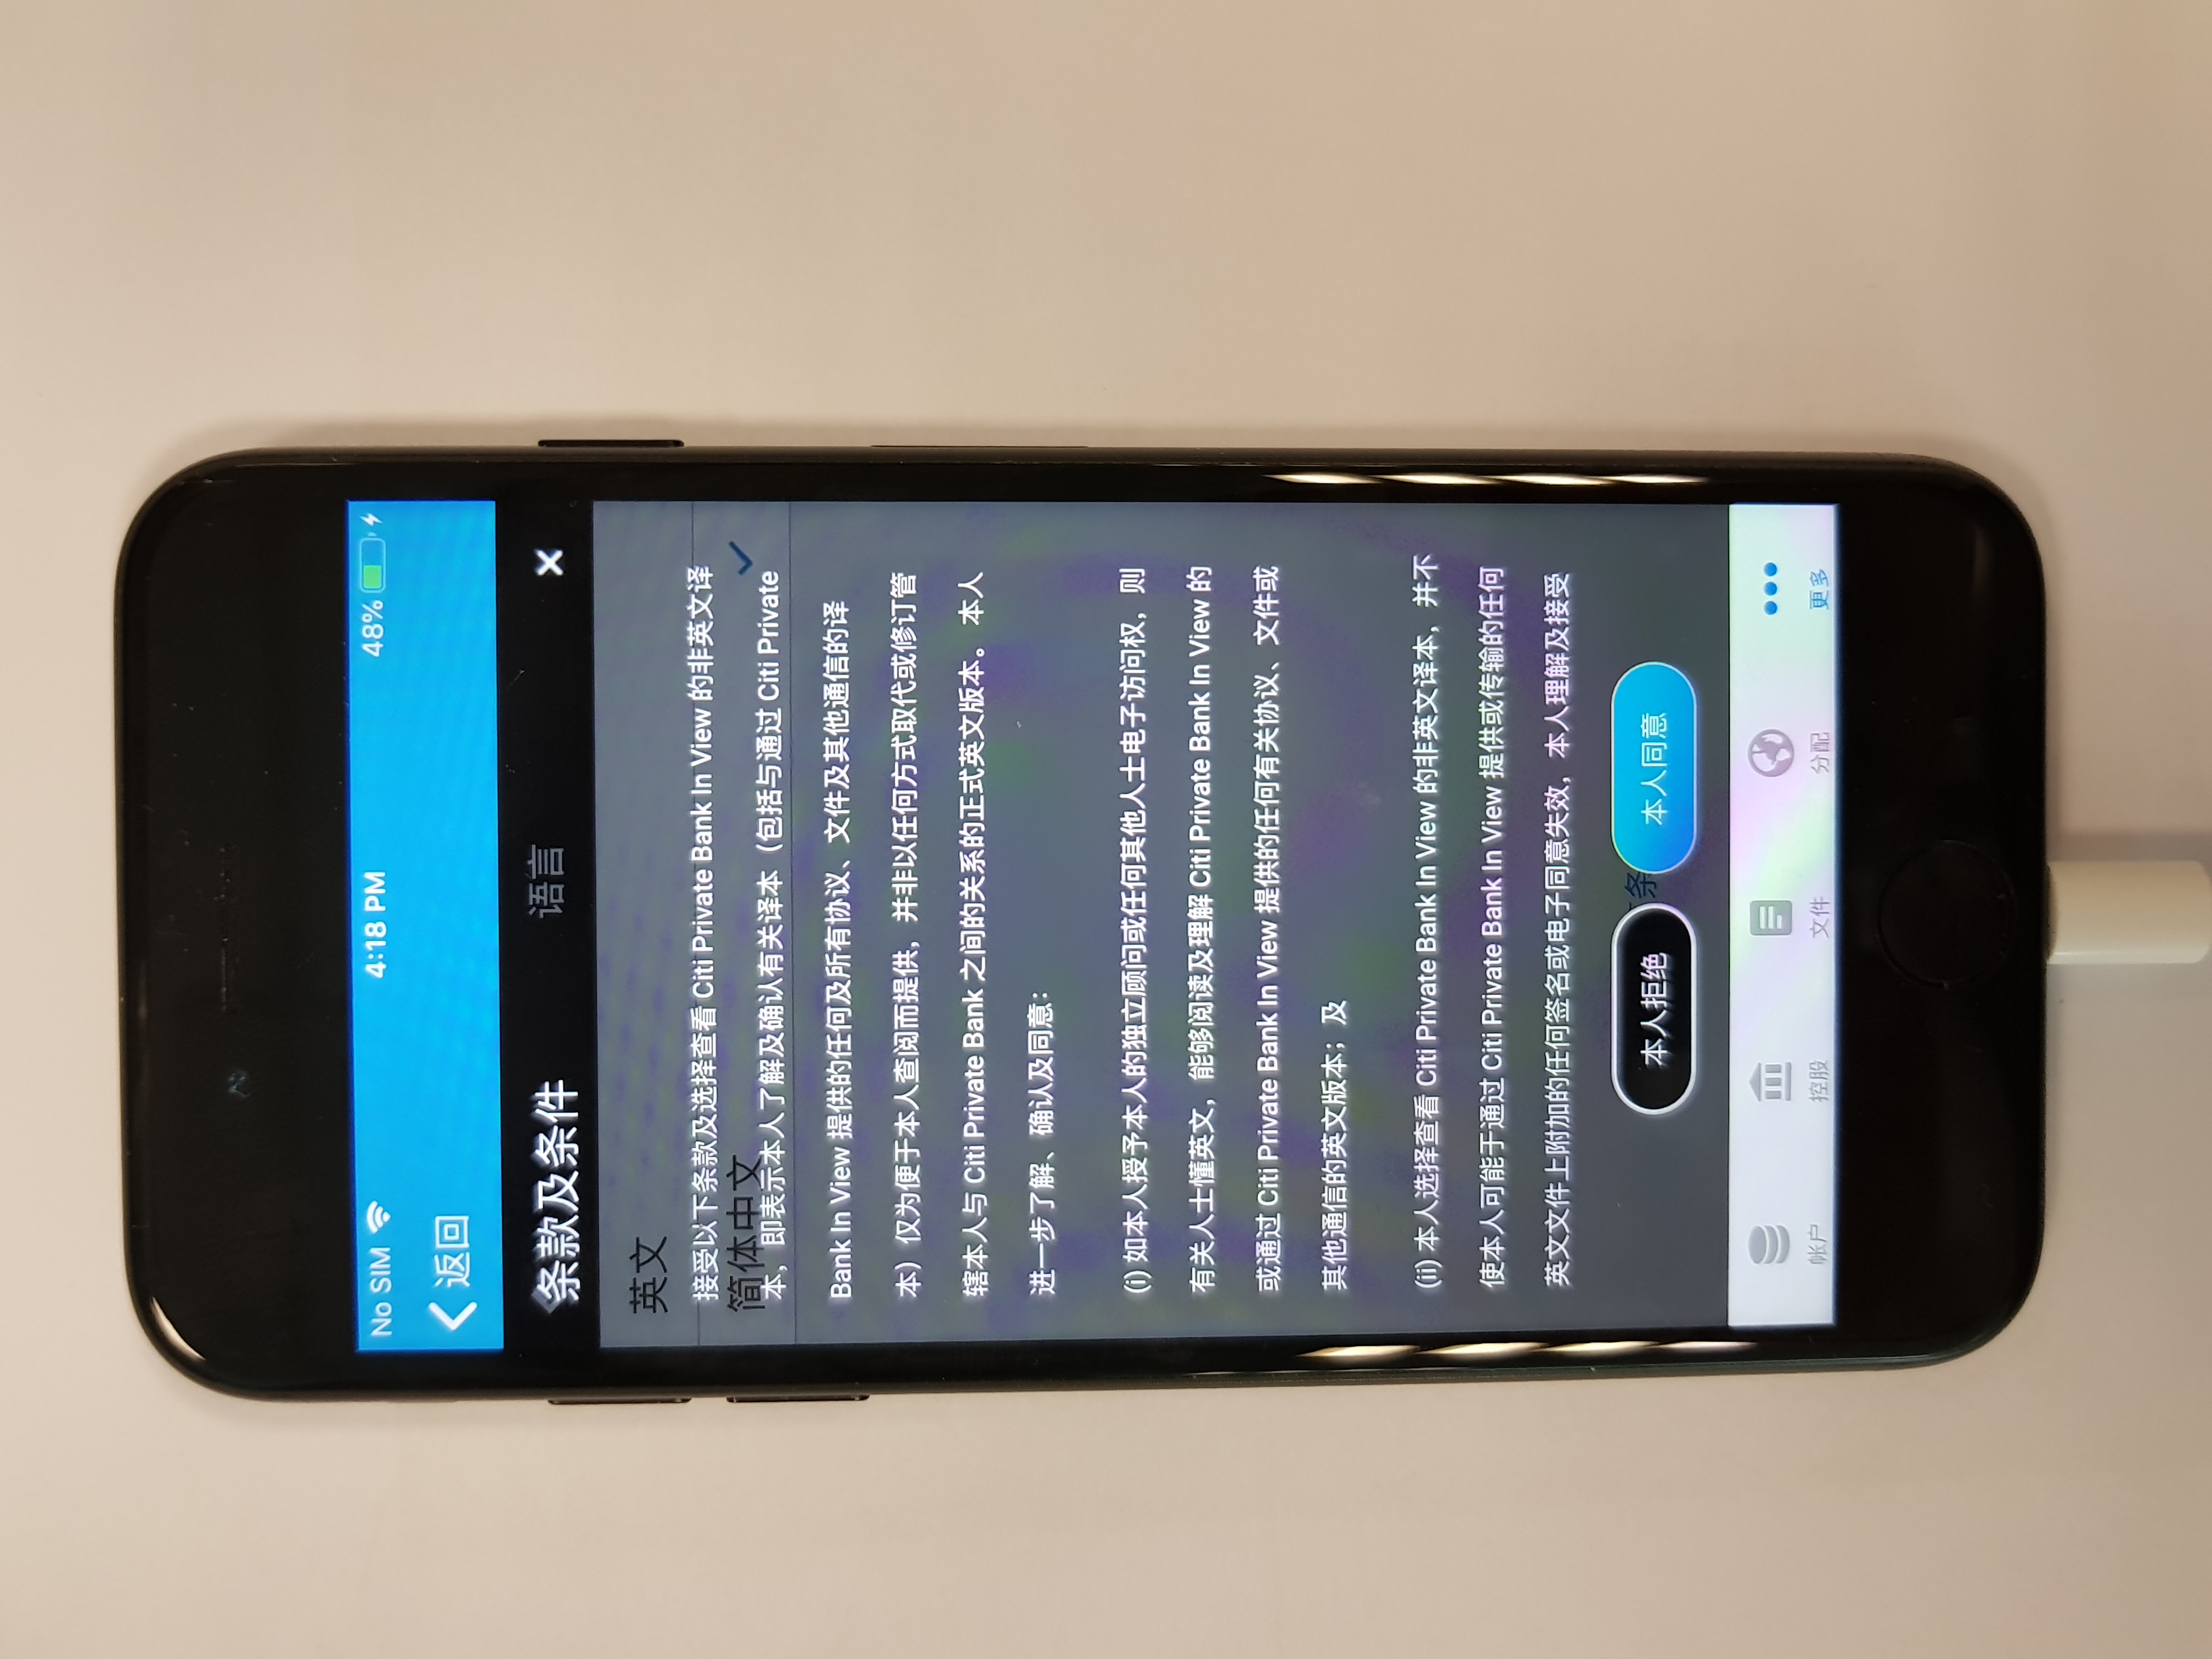 No SIM 4:18 PM 48%
返回
条款及条件 语言 ×
英文
接受以下条款及选择查看 Citi Private Bank In View 的非英文译
简体中文
本，即表示本人了解及确认有关译本（包括与通过 Citi Private
Bank In View 提供的任何及所有协议、文件及其他通信的译
本）仅为便于本人查阅而提供，并非以任何方式取代或修订管
辖本人与 Citi Private Bank 之间的关系的正式英文版本。 本人
进一步了解、确认及同意：
(i) 如本人授予本人的独立顾问或任何其他人士电子访问权，则
有关人士懂英文，能够阅读及理解 Citi Private Bank In View 的
或通过 Citi Private Bank In View 提供的任何有关协议、文件或
其他通信的英文版本；及
(ii) 本人选择查看 Citi Private Bank In View 的非英文译本，并不
使本人可能于通过 Citi Private Bank In View 提供或传输的任何
英文文件上附加的任何签名或电子同意失效，本人理解及接受
本人拒绝 条 本人同意
帐户 控股 文件 分配 更多